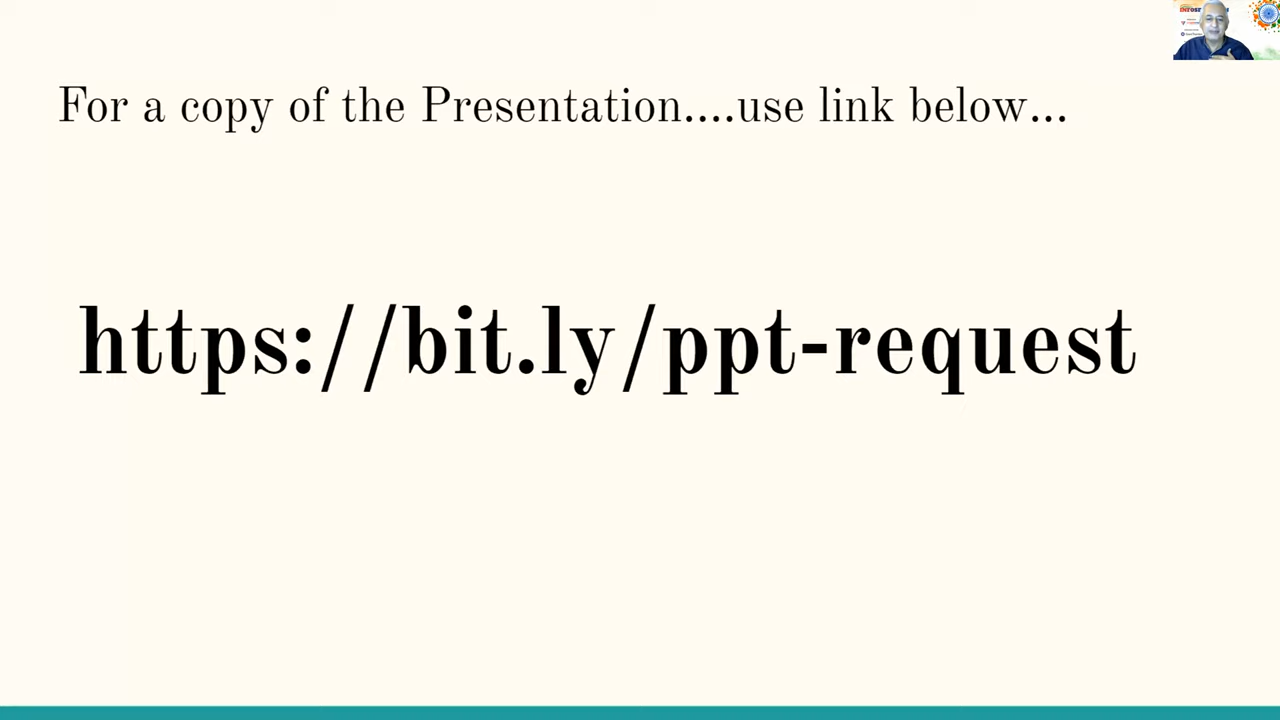 For a copy of the Presentation....use link below...
https://bit.ly/ppt-request